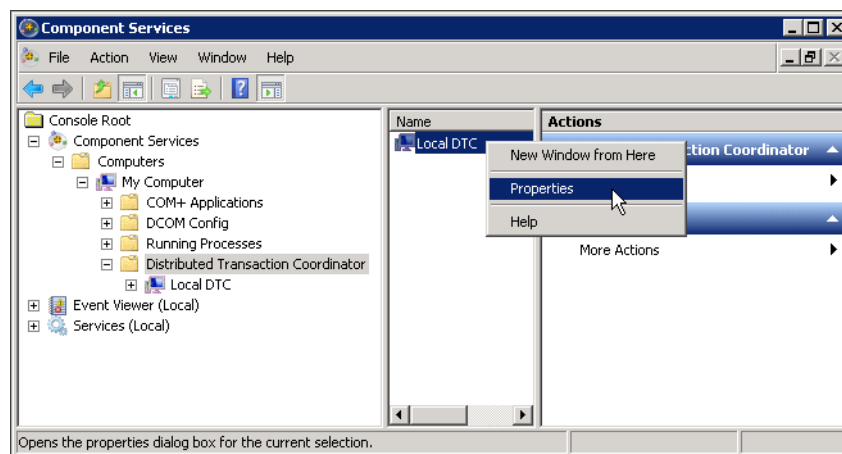 Component Services
File Action View Window Help
Console Root
Component Services
Computers
My Computer
COM+ Applications
DCOM Config
Running Processes
Distributed Transaction Coordinator
Local DTC
Event Viewer (Local)
Services (Local)
Name
Local DTC
Actions
ction Coordinator
New Window from Here
Properties
Help
More Actions
Opens the properties dialog box for the current selection.